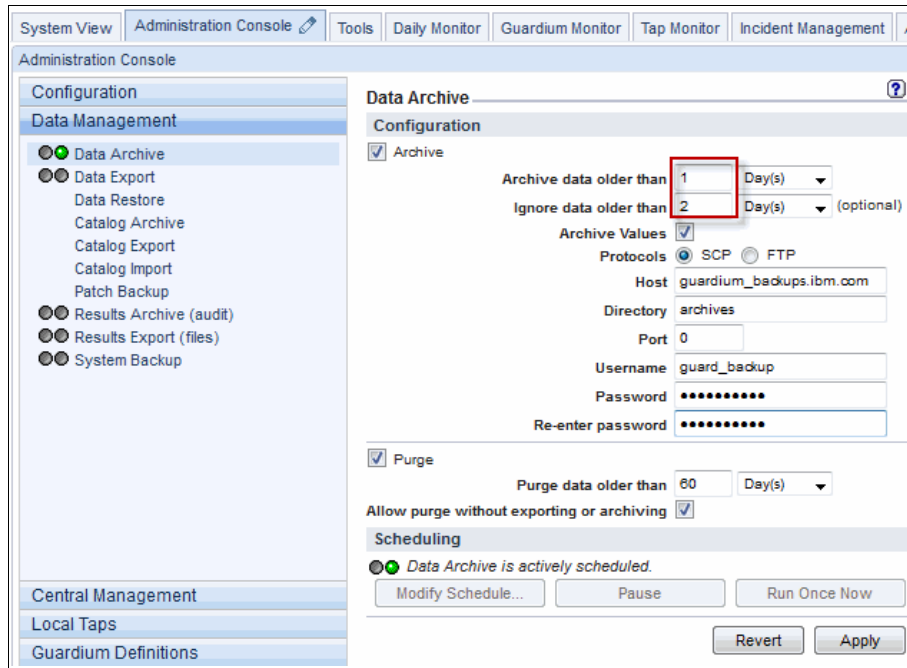 System View Administration Console Tools Daily Monitor Guardium Monitor Tap Monitor Incident Management
Administration Console
Configuration
Data Management
Data Archive
Data Export
Data Restore
Catalog Archive
Catalog Export
Catalog Import
Patch Backup
Results Archive (audit)
Results Export (files)
System Backup
Central Management
Local Taps
Guardium Definitions
Data Archive ?
Configuration
Archive
Archive data older than 1 Day(s)
Ignore data older than 2 Day(s) (optional)
Archive Values
Protocols SCP FTP
Host guardium_backups.ibm.com
Directory archives
Port 0
Username guard_backup
Password ••••••••••
Re-enter password ••••••••••
Purge
Purge data older than 60 Day(s)
Allow purge without exporting or archiving
Scheduling
Data Archive is actively scheduled.
Modify Schedule... Pause Run Once Now
Revert Apply